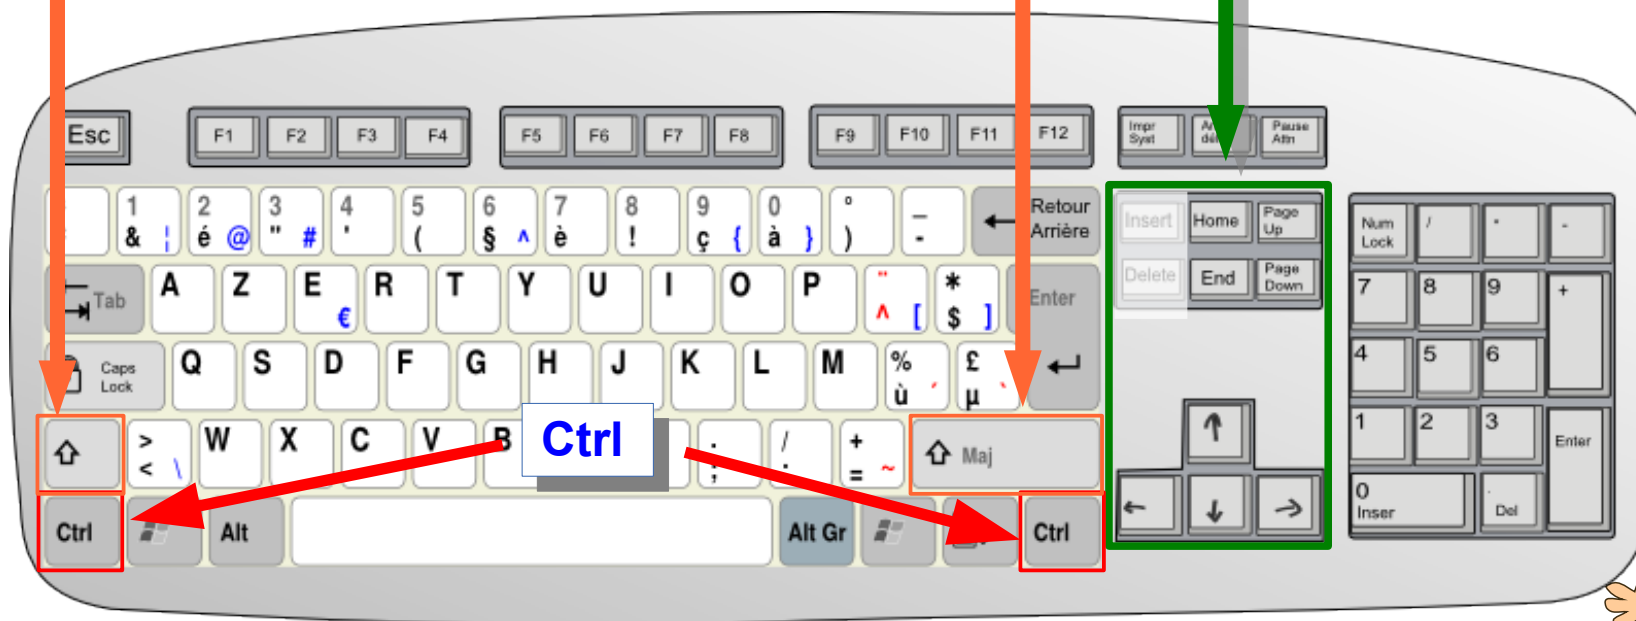 Esc F1 F2 F3 F4 F5 F6 F7 F8 F9 F10 F11 F12
Impr
Syst
Pause
Attn
1 2 3 4 5 6 7 8 9 0 ° _
& ¦ é @ " # ' ( § ^ è ! ç { à } ) -
Retour
Arrière
Insert Home Page
Up
Delete End Page
Down
Num
Lock
/ * -
Tab A Z E R T Y U I O P ¨ *
€ ^ [ $ ]
Enter
7 8 9 +
Caps
Lock
Q S D F G H J K L M % £
ù ´ µ `
4 5 6
> W X C V B . / +
< \ ; : = ~
Ctrl
Maj
1 2 3 Enter
Ctrl Alt Alt Gr Ctrl
0
Inser
. Del